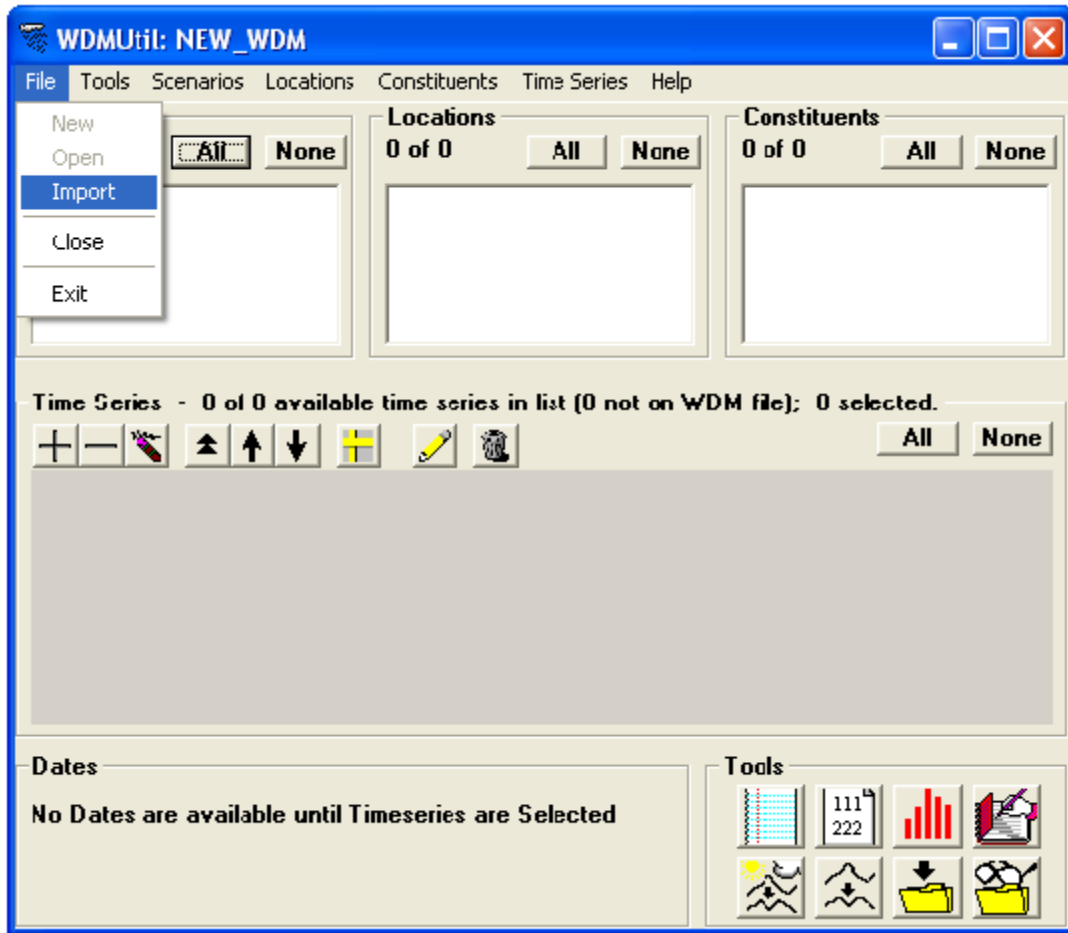 WDMUtil: NEW_WDM
File Tools Scenarios Locations Constituents Time Series Help
New
Open
Import
Close
Exit
All None
Locations
0 of 0 All None
Constituents
0 of 0 All None
Time Series - 0 of 0 available time series in list (0 not on WDM file); 0 selected.
All None
Dates
No Dates are available until Timeseries are Selected
Tools
111
222